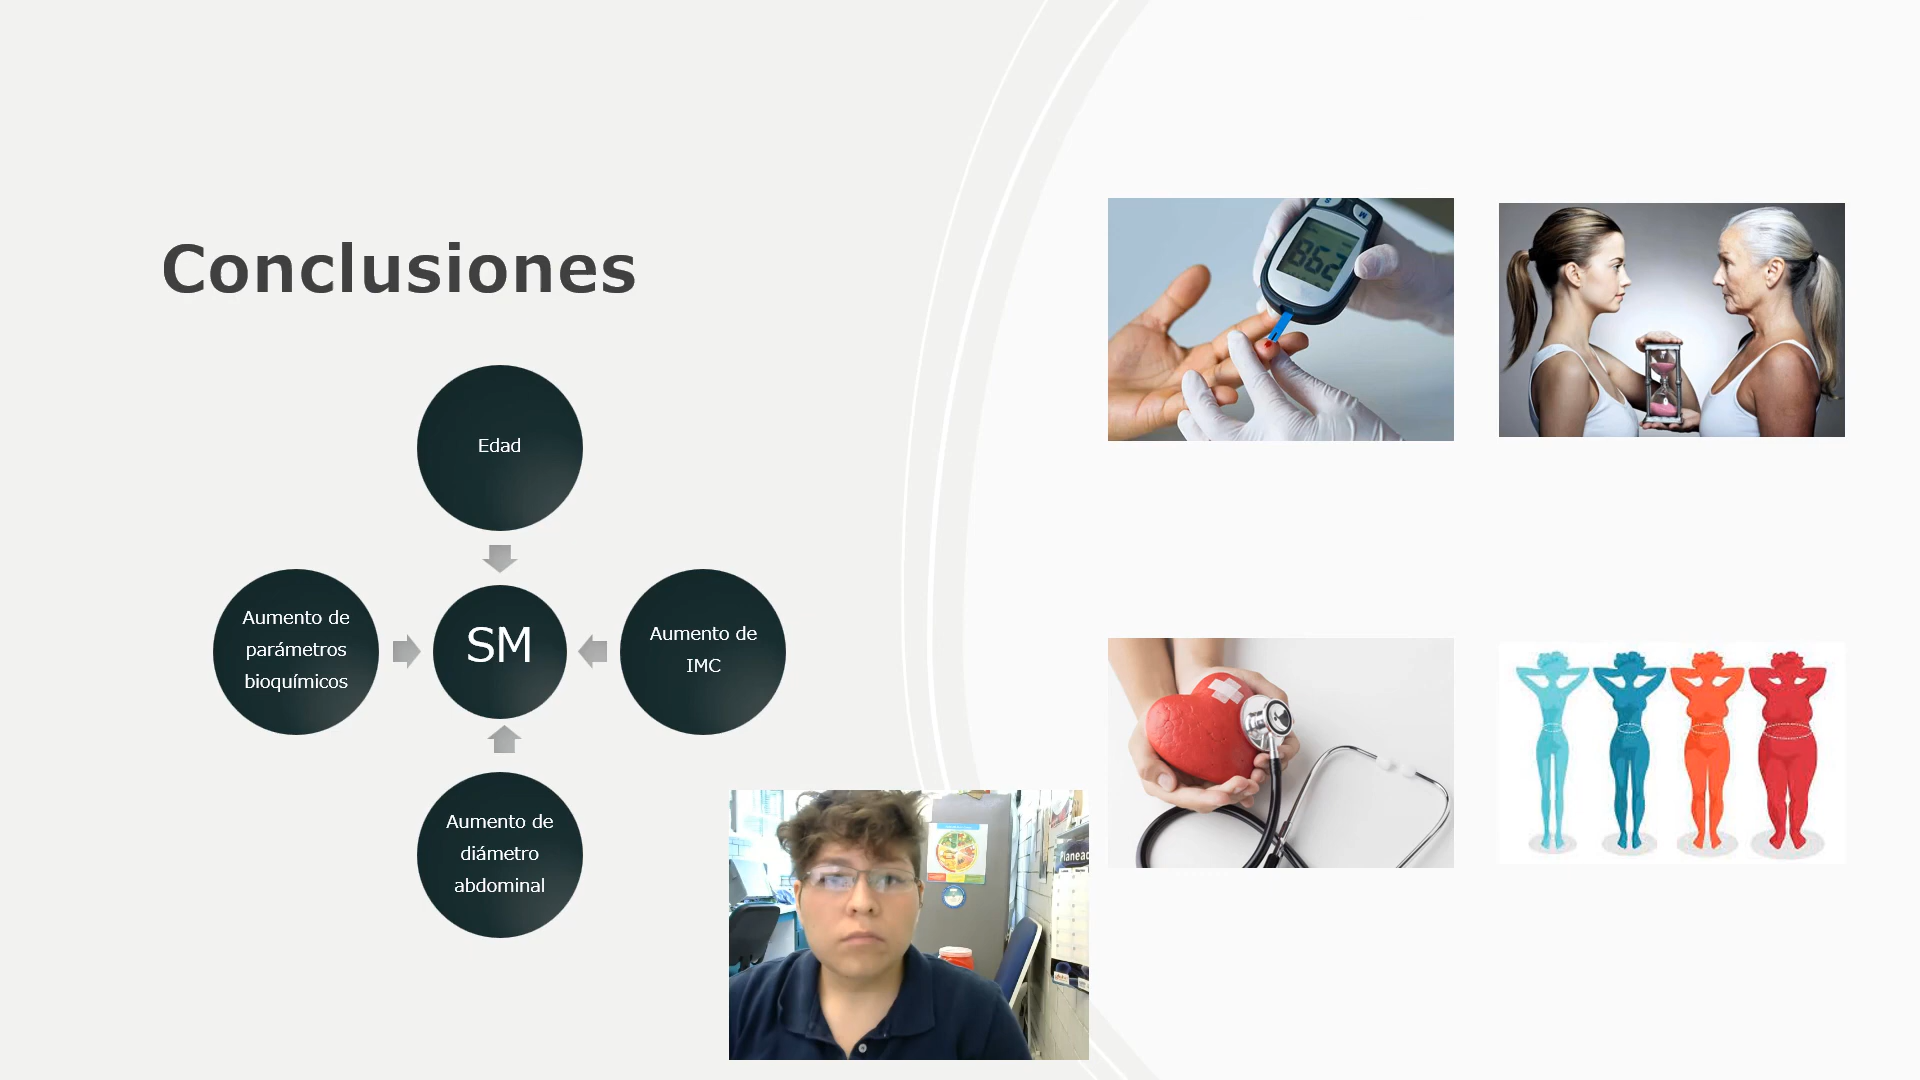 Conclusiones
Edad
Aumento de
parámetros
bioquímicos
SM
Aumento de
IMC
Aumento de
diámetro
abdominal